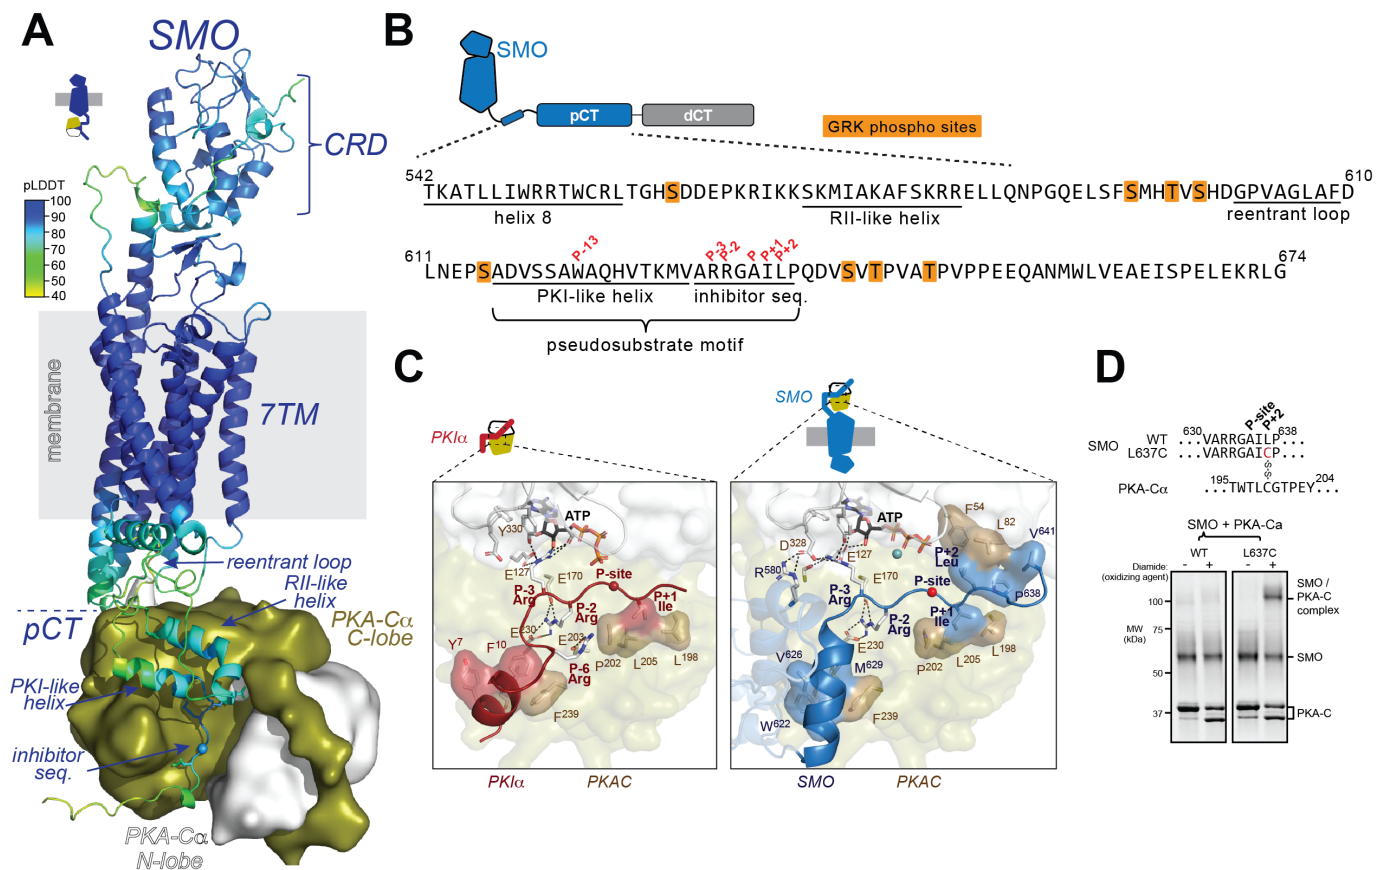 A
SMO
CRD
pLDDT
100
90
80
70
60
50
40
membrane
7TM
reentrant loop
RII-like
helix
PKA-Cα
C-lobe
pCT
PKI-like
helix
inhibitor
seq.
PKA-Cα
N-lobe
B
SMO
pCT
dCT
GRK phospho sites
542
TKATLLIWRRTWCRLTGHSDDEPKRIKKSKMIAKAFSKRRELLQNPGQELSFSMHTVSHDGPVAGLAFD
610
helix 8
RII-like helix
reentrant loop
P-13
P-3
P-2
P
P+1
P+2
611
LNEPSADVSSAWAQHVTKMVARRGAILPQDVSVTPVATPVPPEEQANMWLVEAEISPELEKRLG
674
PKI-like helix
inhibitor seq.
pseudosubstrate motif
C
PKIα
Y330
ATP
E127
E170
P-site
P-3
Arg
P-2
Arg
P+1
Ile
E230
E203
Y7
F10
P-6
Arg
P202
L205
L198
F239
PKIα
PKAC
SMO
ATP
F54
L82
V641
D328
E127
P+2
Leu
R580
E170
P-site
P-3
Arg
P638
P-2
Arg
P+1
Ile
E230
V626
M629
P202
L205
L198
W622
F239
SMO
PKAC
D
P-site
P+2
630
638
SMO
WT
...VARRGAILP...
L637C
...VARRGAICP...
-S-S-
195
204
PKA-Cα
...TWTLCGTPEY...
SMO + PKA-Ca
WT
L637C
Diamide:
(oxidizing agent)
- + - +
MW
(kDa)
100
75
50
37
SMO /
PKA-C
complex
SMO
PKA-C